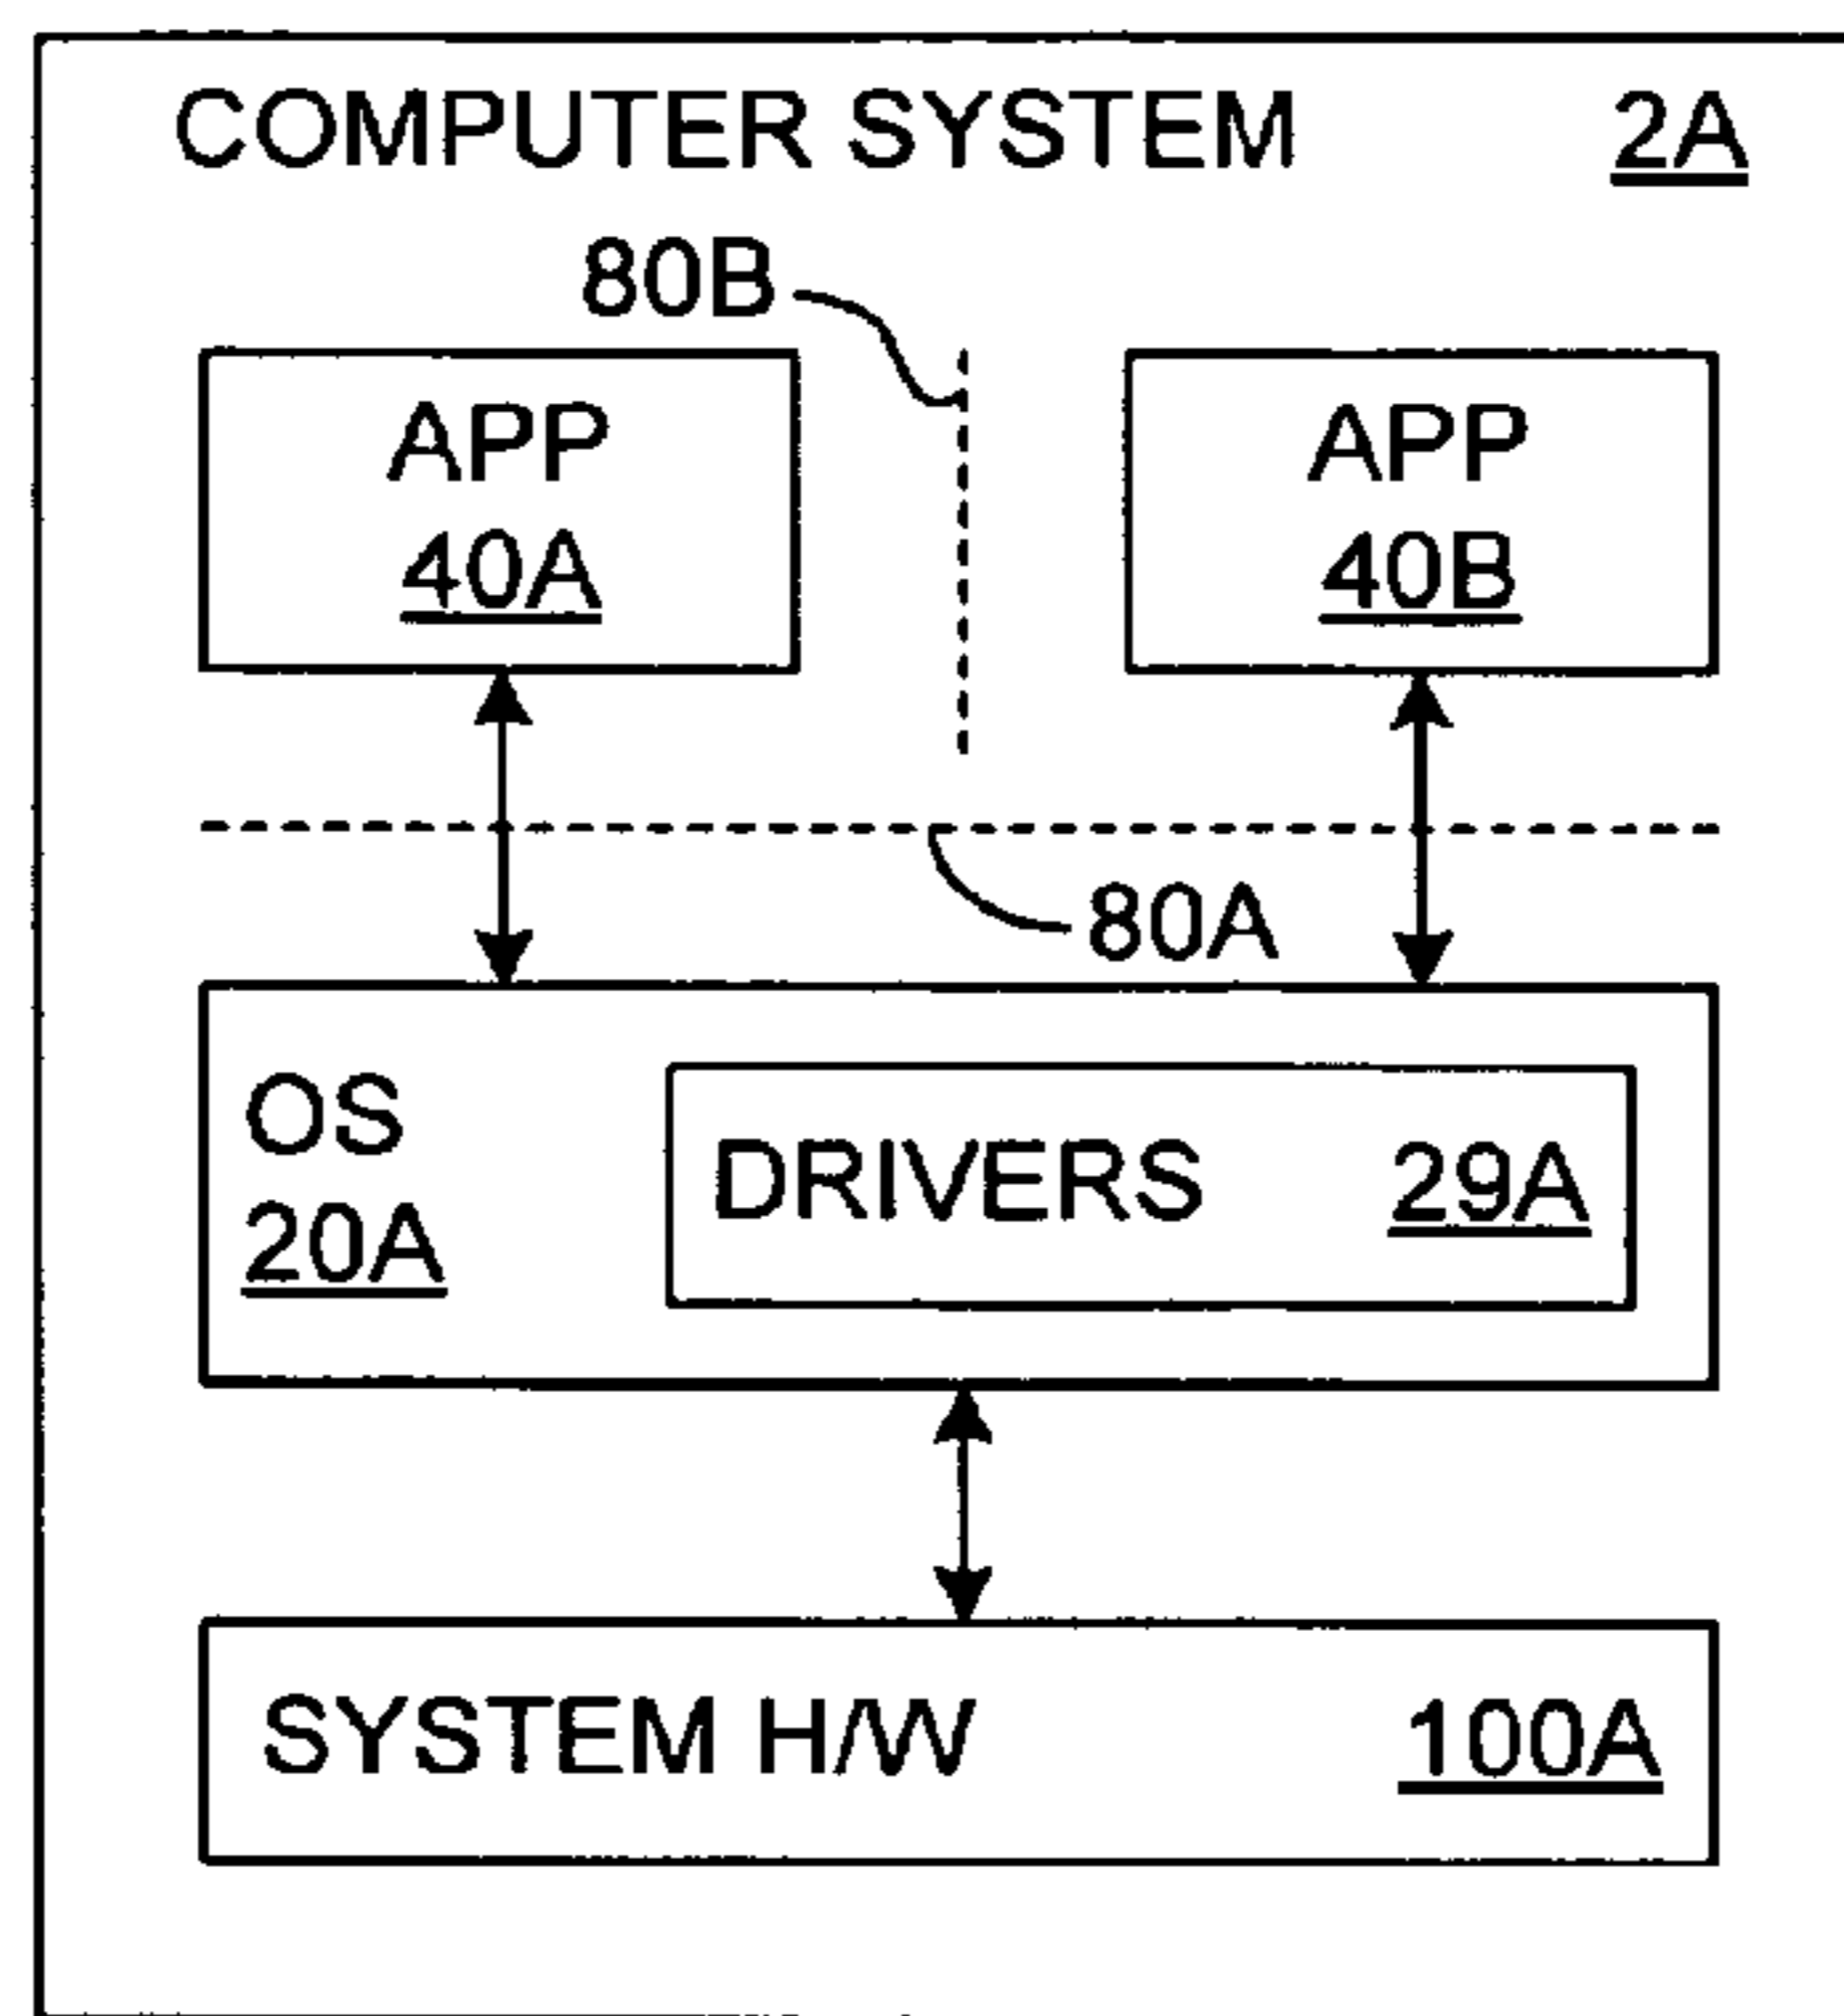 COMPUTER SYSTEM 2A
80B
APP
40A
APP
40B
80A
OS
20A
DRIVERS 29A
SYSTEM H/W 100A